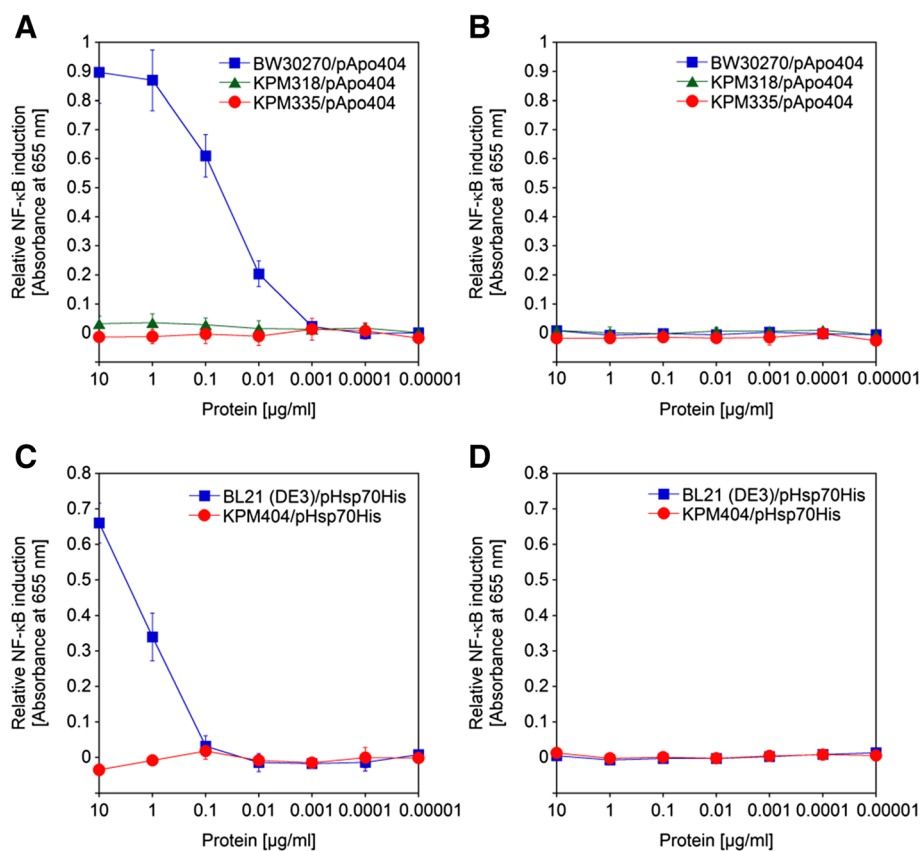 A
Relative NF-κB induction
[Absorbance at 655 nm]
1
0.9
0.8
0.7
0.6
0.5
0.4
0.3
0.2
0.1
0
BW30270/pApo404
KPM318/pApo404
KPM335/pApo404
10 1 0.1 0.01 0.001 0.0001 0.00001
Protein [µg/ml]
B
Relative NF-κB induction
[Absorbance at 655 nm]
1
0.9
0.8
0.7
0.6
0.5
0.4
0.3
0.2
0.1
0
BW30270/pApo404
KPM318/pApo404
KPM335/pApo404
10 1 0.1 0.01 0.001 0.0001 0.00001
Protein [µg/ml]
C
Relative NF-κB induction
[Absorbance at 655 nm]
0.8
0.7
0.6
0.5
0.4
0.3
0.2
0.1
0
BL21 (DE3)/pHsp70His
KPM404/pHsp70His
10 1 0.1 0.01 0.001 0.0001 0.00001
Protein [µg/ml]
D
Relative NF-κB induction
[Absorbance at 655 nm]
0.8
0.7
0.6
0.5
0.4
0.3
0.2
0.1
0
BL21 (DE3)/pHsp70His
KPM404/pHsp70His
10 1 0.1 0.01 0.001 0.0001 0.00001
Protein [µg/ml]